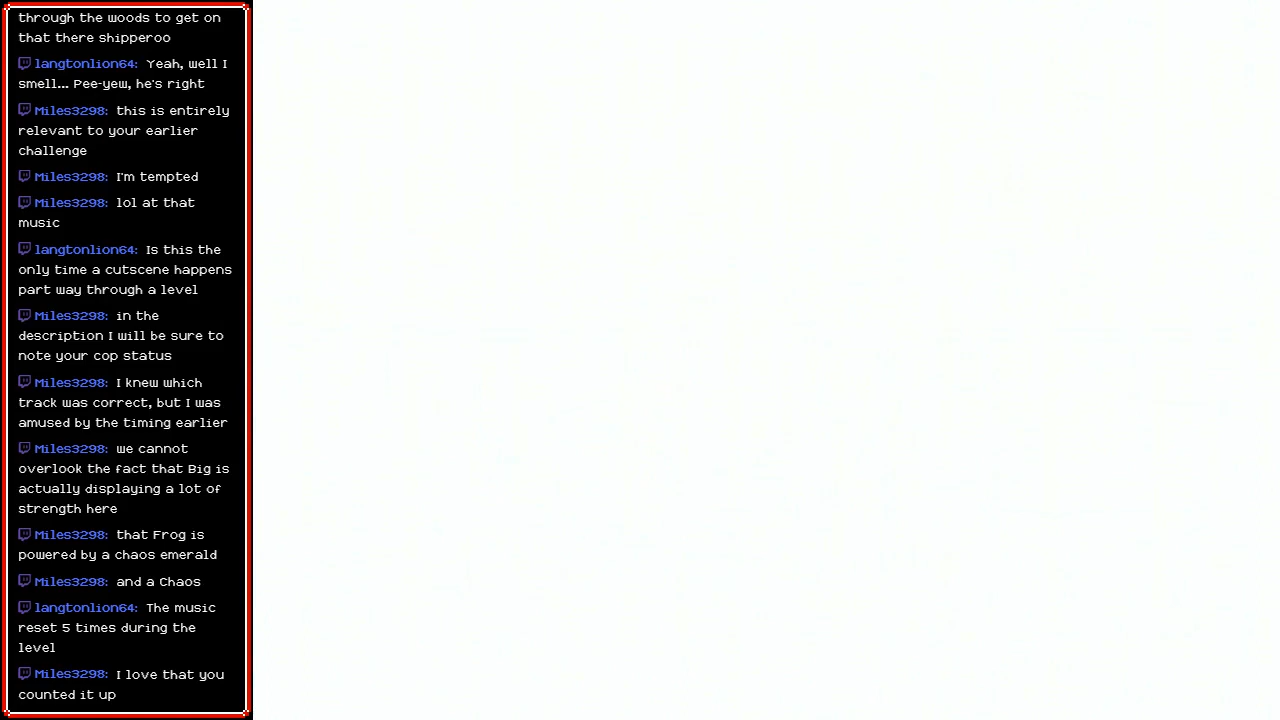 through the woods to get on
that there shipperoo
langtonlion64: Yeah, well I
smell... Pee-yew, he's right
Miles3298: this is entirely
relevant to your earlier
challenge
Miles3298: I'm tempted
Miles3298: lol at that
music
langtonlion64: Is this the
only time a cutscene happens
part way through a level
Miles3298: in the
description I will be sure to
note your cop status
Miles3298: I knew which
track was correct, but I was
amused by the timing earlier
Miles3298: we cannot
overlook the fact that Big is
actually displaying a lot of
strength here
Miles3298: that Frog is
powered by a chaos emerald
Miles3298: and a Chaos
langtonlion64: The music
reset 5 times during the
level
Miles3298: I love that you
counted it up